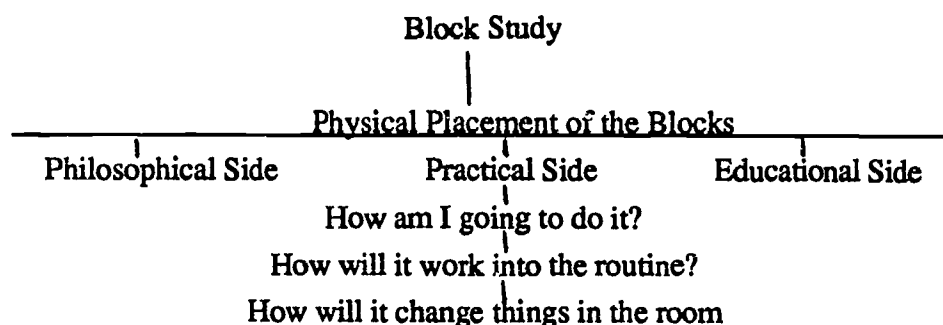 Block Study
Physical Placement of the Blocks
Philosophical Side Practical Side Educational Side
How am I going to do it?
How will it work into the routine?
How will it change things in the room